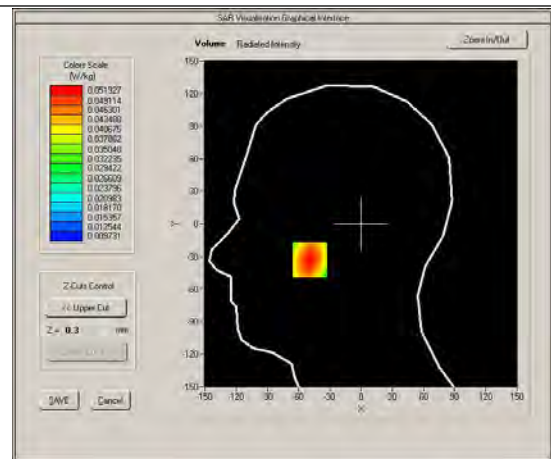 SAR Visualisation Graphical Interface
Volume Radiated Intensity
Zoom In/Out
Colors Scale
(W/kg)
0.051927
0.049114
0.046301
0.043488
0.040675
0.037862
0.035048
0.032235
0.029422
0.026609
0.023796
0.020983
0.018170
0.015357
0.012544
0.009731
Z-Cuts Control
<< Upper Cut
Z = 0.3 mm
SAVE
Cancel
150
120
90
60
30
0
-30
-60
-90
-120
-150
Y
-150 -120 -90 -60 -30 0 30 60 90 120 150
X